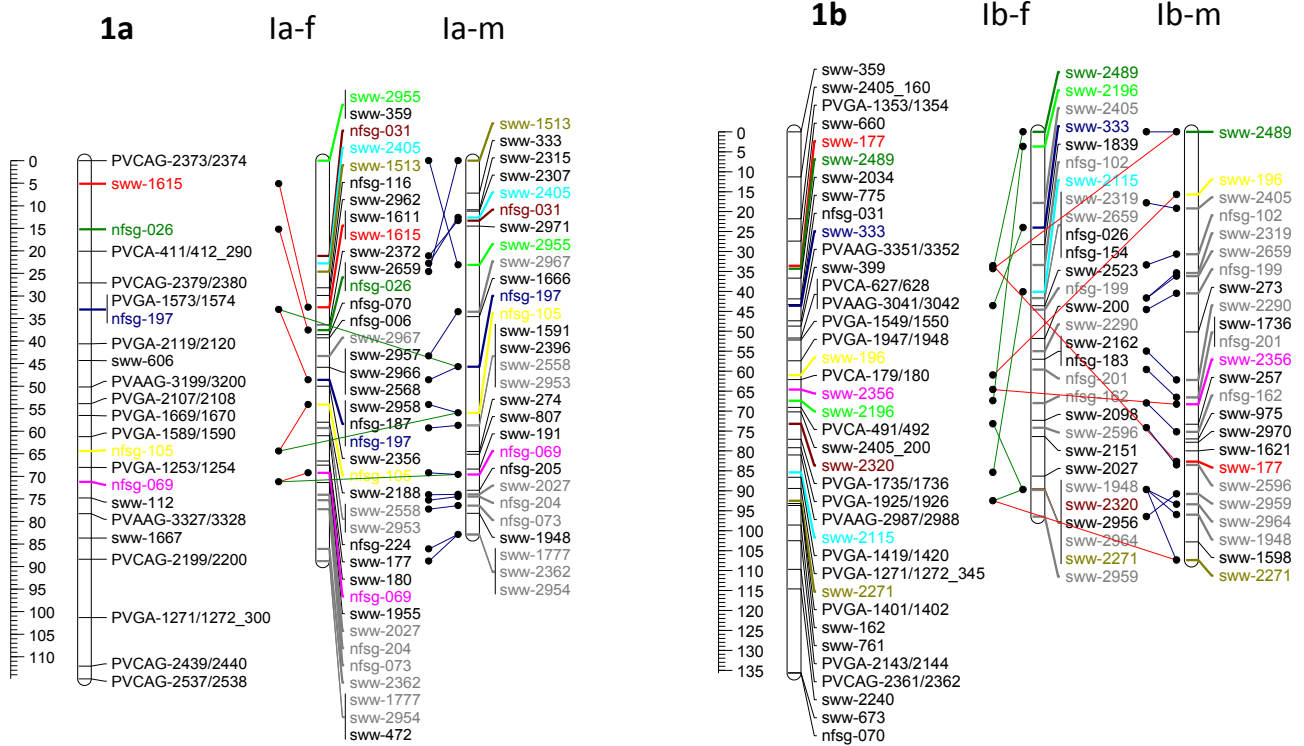 1a
Ia-f
Ia-m
1b
Ib-f
Ib-m
0
5
10
15
20
25
30
35
40
45
50
55
60
65
70
75
80
85
90
95
100
105
110
PVCAG-2373/2374
sww-1615
nfsg-026
PVCA-411/412_290
PVCAG-2379/2380
PVGA-1573/1574
nfsg-197
PVGA-2119/2120
sww-606
PVAAG-3199/3200
PVGA-2107/2108
PVGA-1669/1670
PVGA-1589/1590
nfsg-105
PVGA-1253/1254
nfsg-069
sww-112
PVAAG-3327/3328
sww-1667
PVCAG-2199/2200
PVGA-1271/1272_300
PVCAG-2439/2440
PVCAG-2537/2538
sww-2955
sww-359
nfsg-031
sww-2405
sww-1513
nfsg-116
sww-2962
sww-1611
sww-1615
sww-2372
sww-2659
nfsg-026
nfsg-070
nfsg-006
sww-2967
sww-2957
sww-2966
sww-2568
sww-2958
nfsg-187
nfsg-197
sww-2356
nfsg-105
sww-2188
sww-2558
sww-2953
nfsg-224
sww-177
sww-180
nfsg-069
sww-1955
sww-2027
nfsg-204
nfsg-073
sww-2362
sww-1777
sww-2954
sww-472
sww-1513
sww-333
sww-2315
sww-2307
sww-2405
nfsg-031
sww-2971
sww-2955
sww-2967
sww-1666
nfsg-197
nfsg-105
sww-1591
sww-2396
sww-2558
sww-2953
sww-274
sww-807
sww-191
nfsg-069
nfsg-205
sww-2027
nfsg-204
nfsg-073
sww-1948
sww-1777
sww-2362
sww-2954
0
5
10
15
20
25
30
35
40
45
50
55
60
65
70
75
80
85
90
95
100
105
110
115
120
125
130
135
sww-359
sww-2405_160
PVGA-1353/1354
sww-660
sww-177
sww-2489
sww-2034
sww-775
nfsg-031
sww-333
PVAAG-3351/3352
sww-399
PVCA-627/628
PVAAG-3041/3042
PVGA-1549/1550
PVGA-1947/1948
sww-196
PVCA-179/180
sww-2356
sww-2196
PVCA-491/492
sww-2405_200
sww-2320
PVGA-1735/1736
PVGA-1925/1926
PVAAG-2987/2988
sww-2115
PVGA-1419/1420
PVGA-1271/1272_345
sww-2271
PVGA-1401/1402
sww-162
sww-761
PVGA-2143/2144
PVCAG-2361/2362
sww-2240
sww-673
nfsg-070
sww-2489
sww-2196
sww-2405
sww-333
sww-1839
nfsg-102
sww-2115
sww-2319
sww-2659
nfsg-026
nfsg-154
sww-2523
nfsg-199
sww-200
sww-2290
sww-2162
nfsg-183
nfsg-201
nfsg-162
sww-2098
sww-2596
sww-2151
sww-2027
sww-1948
sww-2320
sww-2956
sww-2964
sww-2271
sww-2959
sww-2489
sww-196
sww-2405
nfsg-102
sww-2319
sww-2659
nfsg-199
sww-273
sww-2290
sww-1736
nfsg-201
sww-2356
sww-257
nfsg-162
sww-975
sww-2970
sww-1621
sww-177
sww-2596
sww-2959
sww-2964
sww-1948
sww-1598
sww-2271